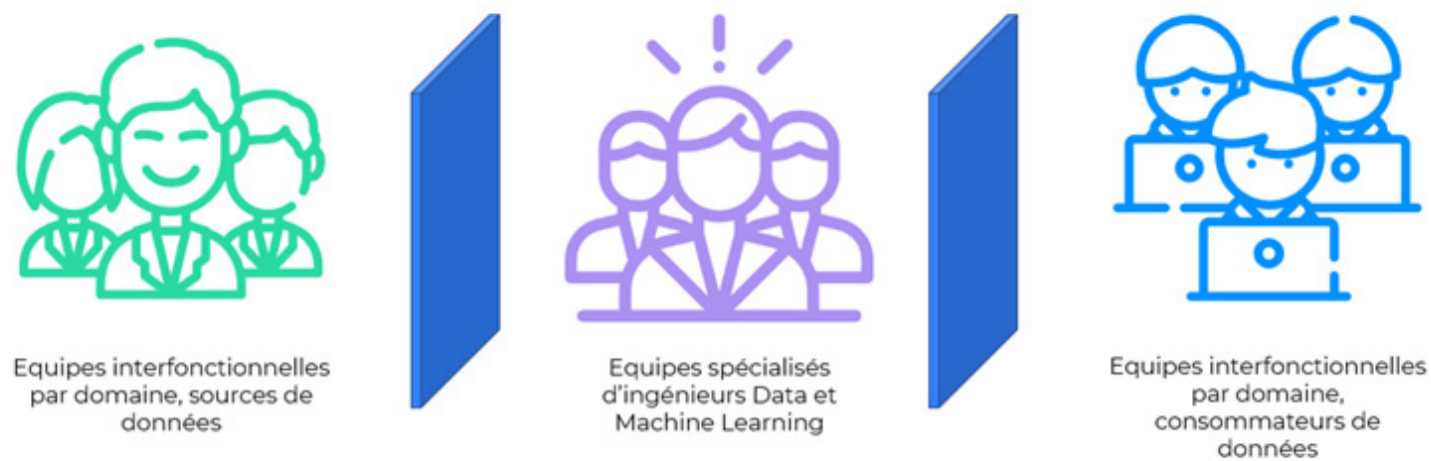 Equipes interfonctionnelles
par domaine, sources de
données
Equipes spécialisés
d'ingénieurs Data et
Machine Learning
Equipes interfonctionnelles
par domaine,
consommateurs de
données